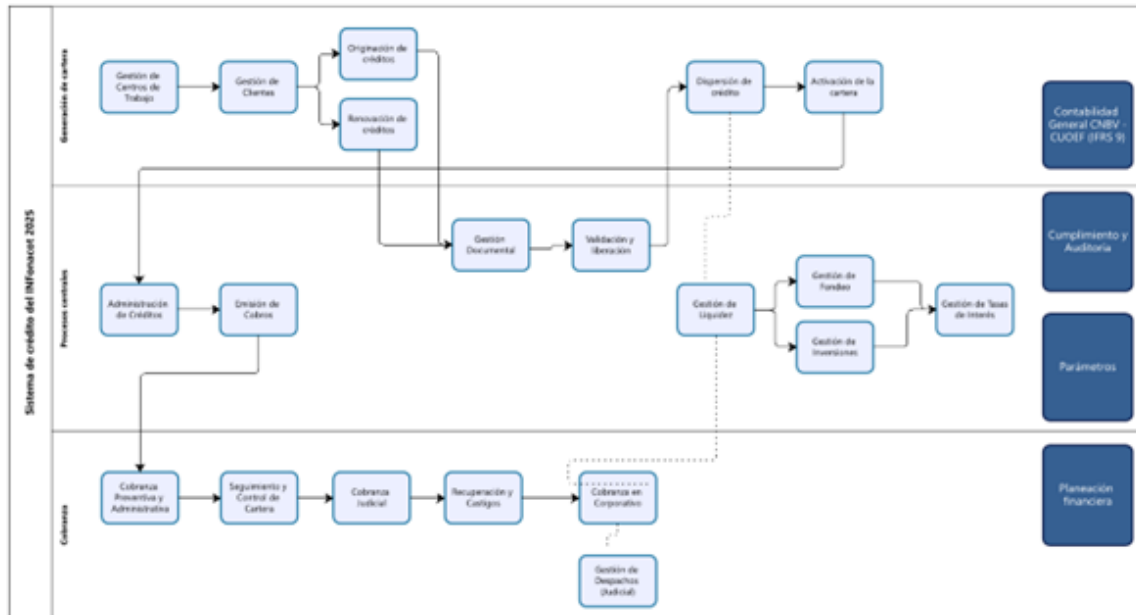 Sistema de crédito del INFonacot 2025
Generación de cartera
Gestión de
Centros de
Trabajo
Gestión de
Clientes
Originación de
créditos
Renovación de
créditos
Dispersión de
crédito
Activación de la
cartera
Contabilidad
General CNBV -
CUOEF (IFRS 9)
Procesos centrales
Gestión
Documental
Validación y
liberación
Administración
de Créditos
Emisión de
Cobros
Gestión de
Liquidez
Gestión de
Fondeo
Gestión de
Inversiones
Gestión de Tasas
de Interés
Cumplimiento y
Auditoría
Parámetros
Cobranza
Cobranza
Preventiva y
Administrativa
Seguimiento y
Control de
Cartera
Cobranza
Judicial
Recuperación y
Castigos
Cobranza en
Corporativo
Gestión de
Despachos
(Judicial)
Planeación
financiera